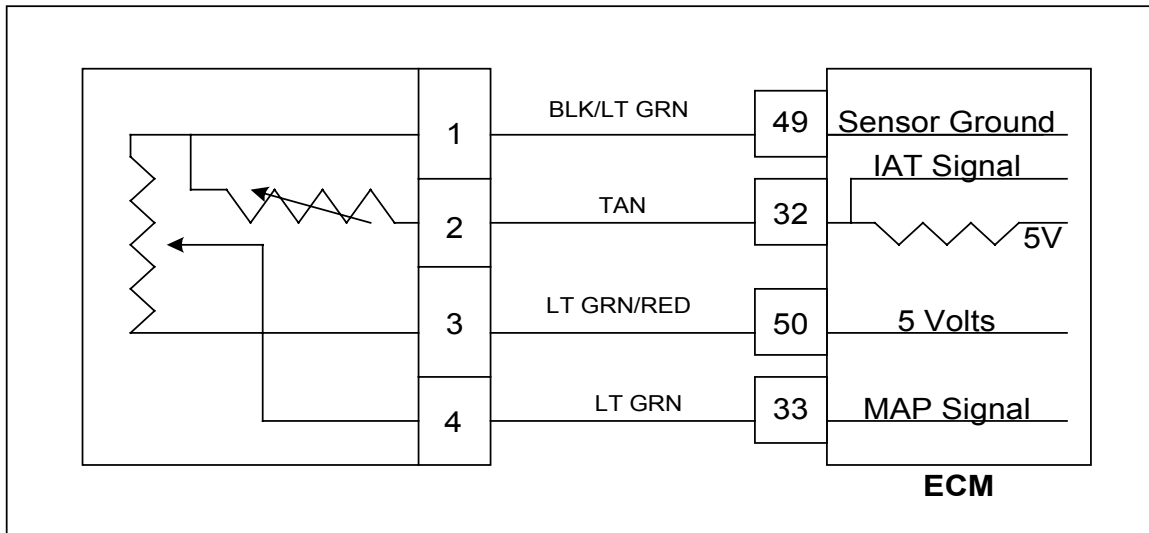 1
BLK/LT GRN
49
Sensor Ground
IAT Signal
2
TAN
32
5V
3
LT GRN/RED
50
5 Volts
4
LT GRN
33
MAP Signal
ECM